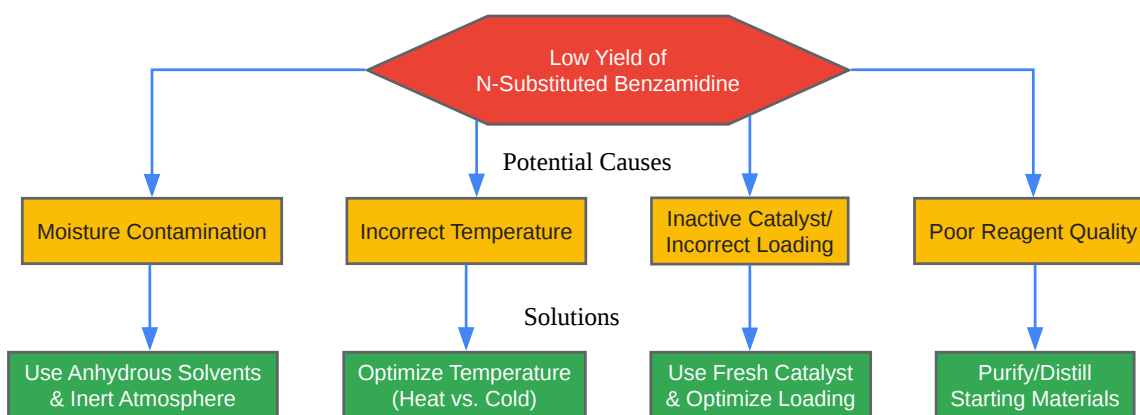 Low Yield of
N-Substituted Benzamidine
Potential Causes
Moisture Contamination
Incorrect Temperature
Inactive Catalyst/
Incorrect Loading
Poor Reagent Quality
Solutions
Use Anhydrous Solvents
& Inert Atmosphere
Optimize Temperature
(Heat vs. Cold)
Use Fresh Catalyst
& Optimize Loading
Purify/Distill
Starting Materials